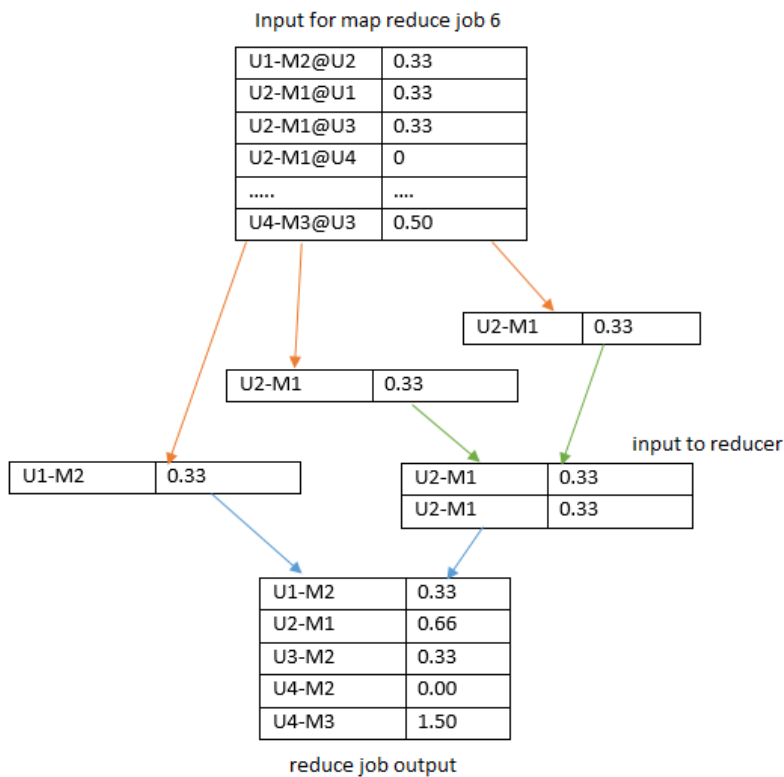 Input for map reduce job 6
U1-M2@U2 0.33
U2-M1@U1 0.33
U2-M1@U3 0.33
U2-M1@U4 0
..... ....
U4-M3@U3 0.50
U2-M1 0.33
U2-M1 0.33
input to reducer
U1-M2 0.33
U2-M1 0.33
U2-M1 0.33
U1-M2 0.33
U2-M1 0.66
U3-M2 0.33
U4-M2 0.00
U4-M3 1.50
reduce job output